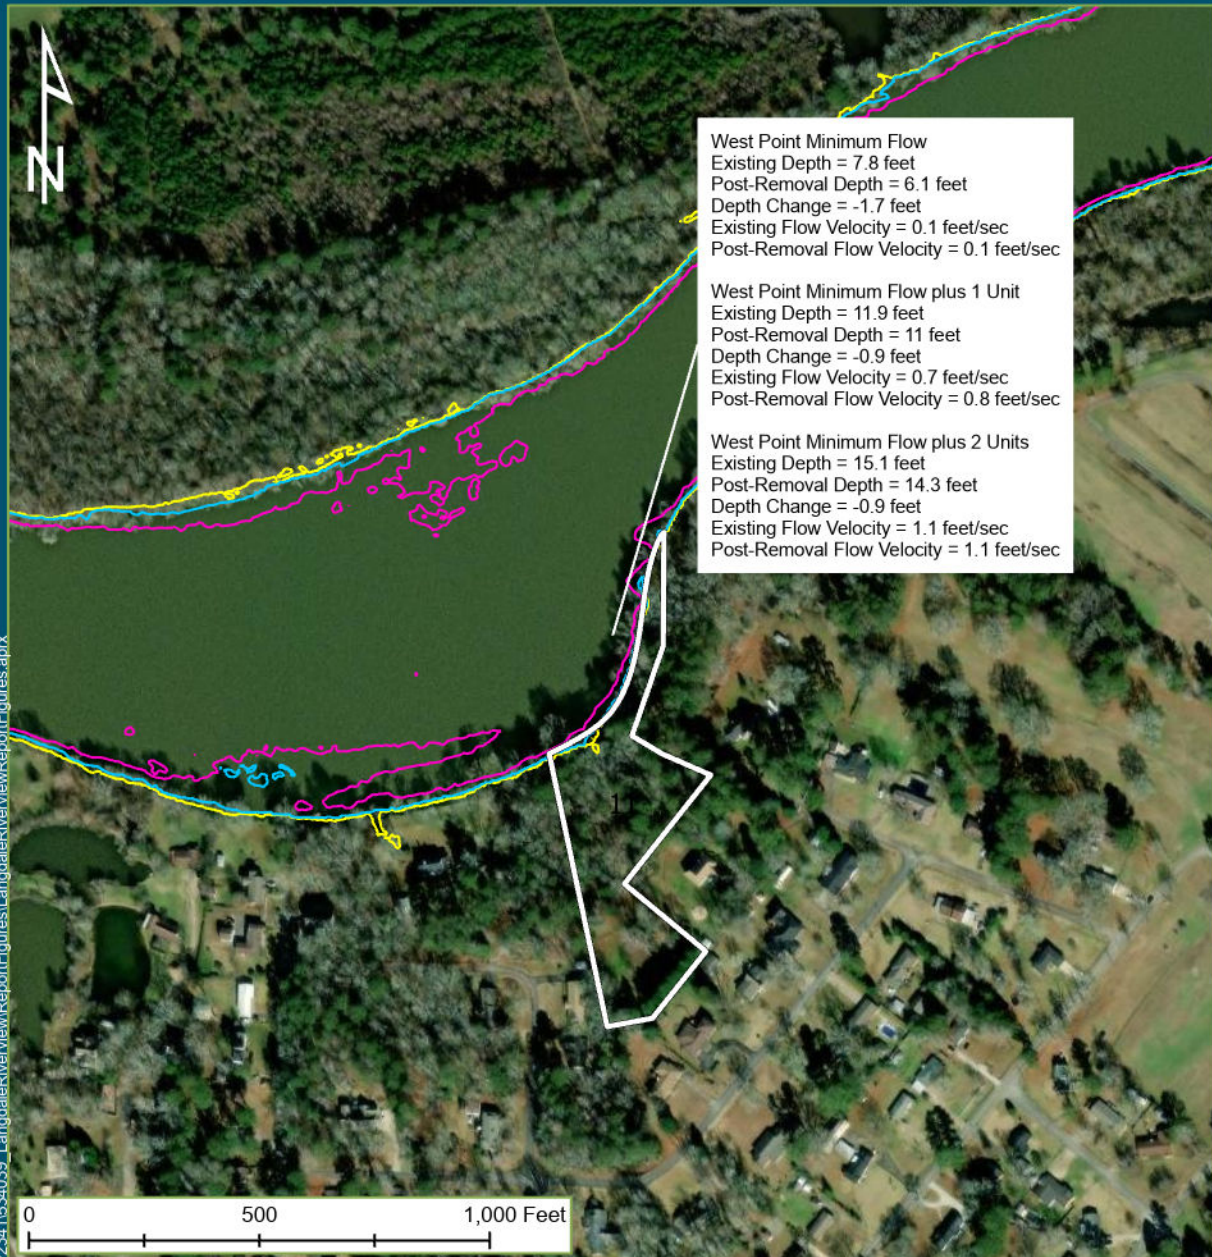 N
West Point Minimum Flow
Existing Depth = 7.8 feet
Post-Removal Depth = 6.1 feet
Depth Change = -1.7 feet
Existing Flow Velocity = 0.1 feet/sec
Post-Removal Flow Velocity = 0.1 feet/sec
West Point Minimum Flow plus 1 Unit
Existing Depth = 11.9 feet
Post-Removal Depth = 11 feet
Depth Change = -0.9 feet
Existing Flow Velocity = 0.7 feet/sec
Post-Removal Flow Velocity = 0.8 feet/sec
West Point Minimum Flow plus 2 Units
Existing Depth = 15.1 feet
Post-Removal Depth = 14.3 feet
Depth Change = -0.9 feet
Existing Flow Velocity = 1.1 feet/sec
Post-Removal Flow Velocity = 1.1 feet/sec
0 500 1,000 Feet